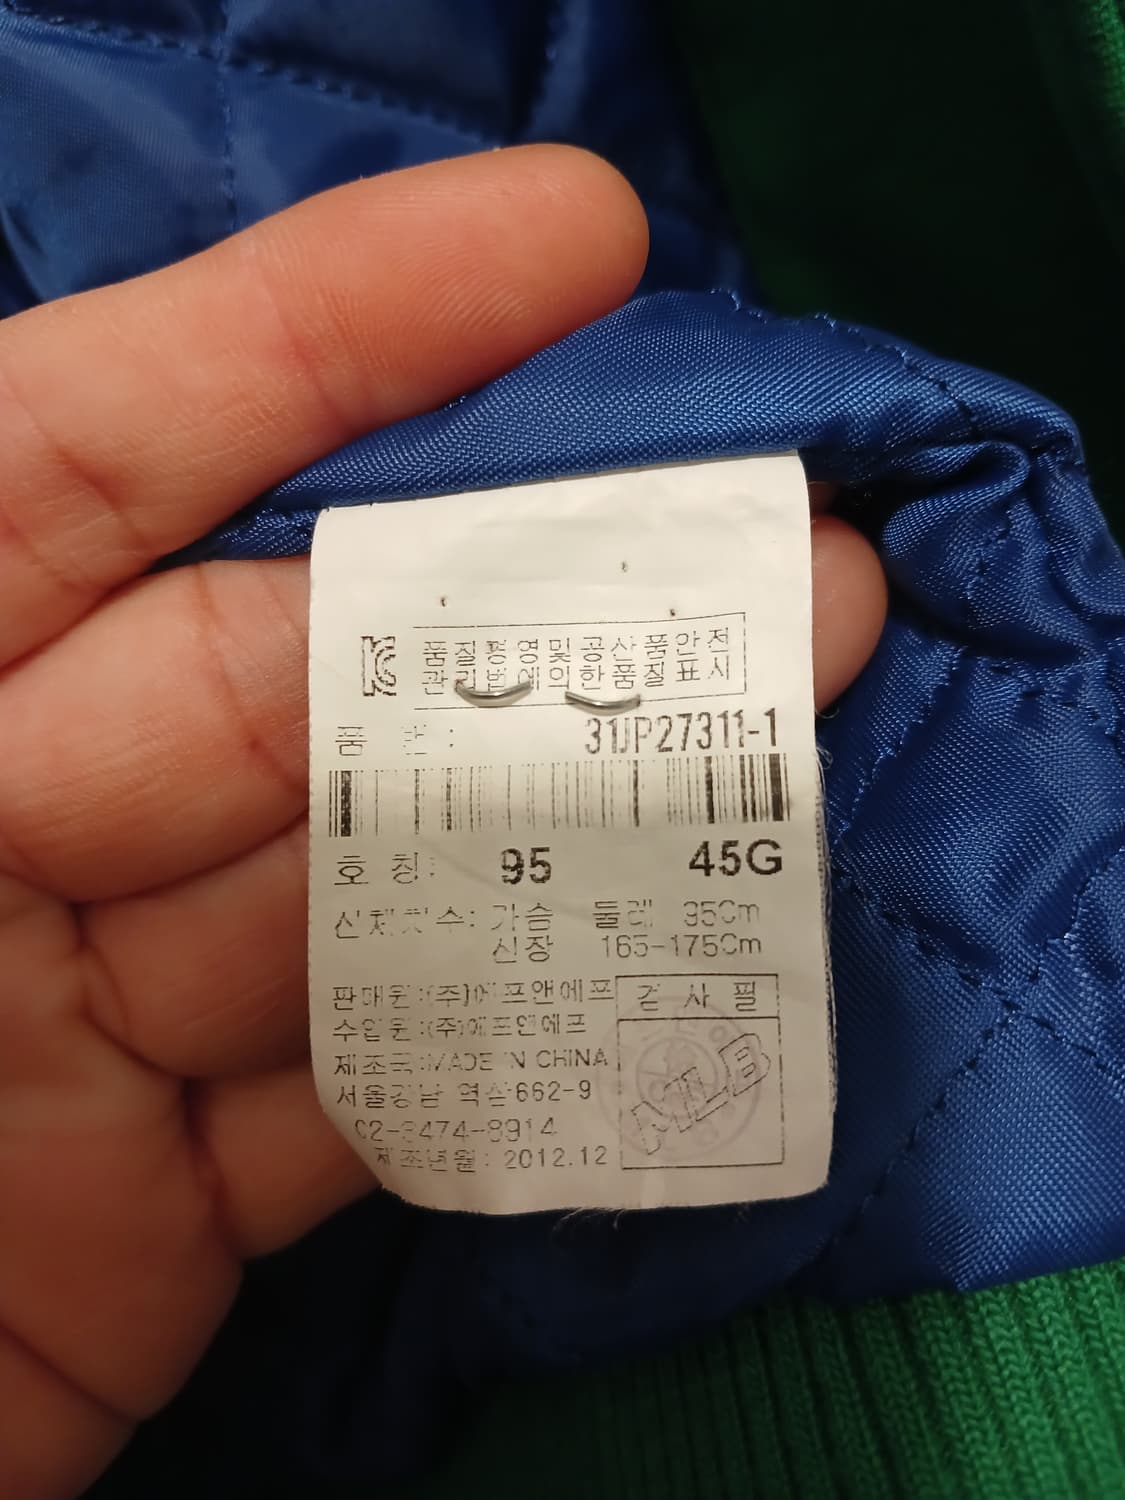 품질평영및공산품안전
관리법에의한품질표시
품 번 :
31JP27311-1
호 칭: 95 45G
신체치수: 가슴 둘레 95Cm
신장 165-175Cm
판매원:(주)에프앤에프
수입원:(주)에프앤에프
제조국:MADE IN CHINA
서울강남 역삼662-9
02-3474-8914
제조년월: 2012.12
검 사 필
MLB